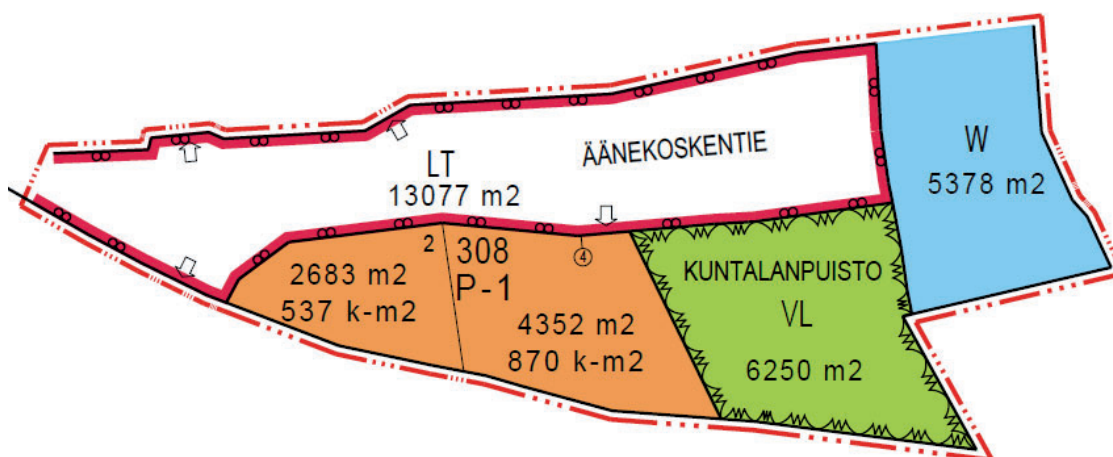 ÄÄNEKOSKENTIE
LT
13077 m2
W
5378 m2
2
308
P-1
4
2683 m2
537 k-m2
4352 m2
870 k-m2
KUNTALANPUISTO
VL
6250 m2